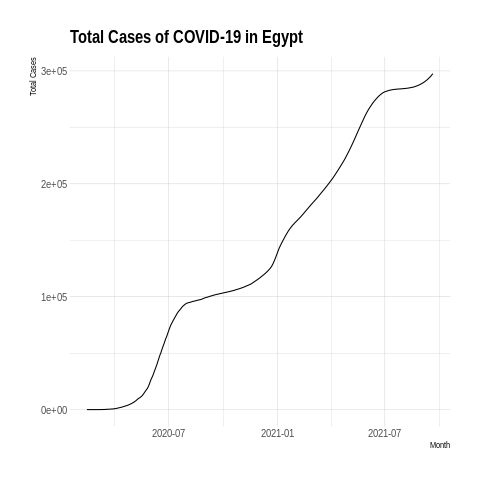 Total Cases of COVID-19 in Egypt
Total Cases
3e+05
2e+05
1e+05
0e+00
2020-07 2021-01 2021-07
Month